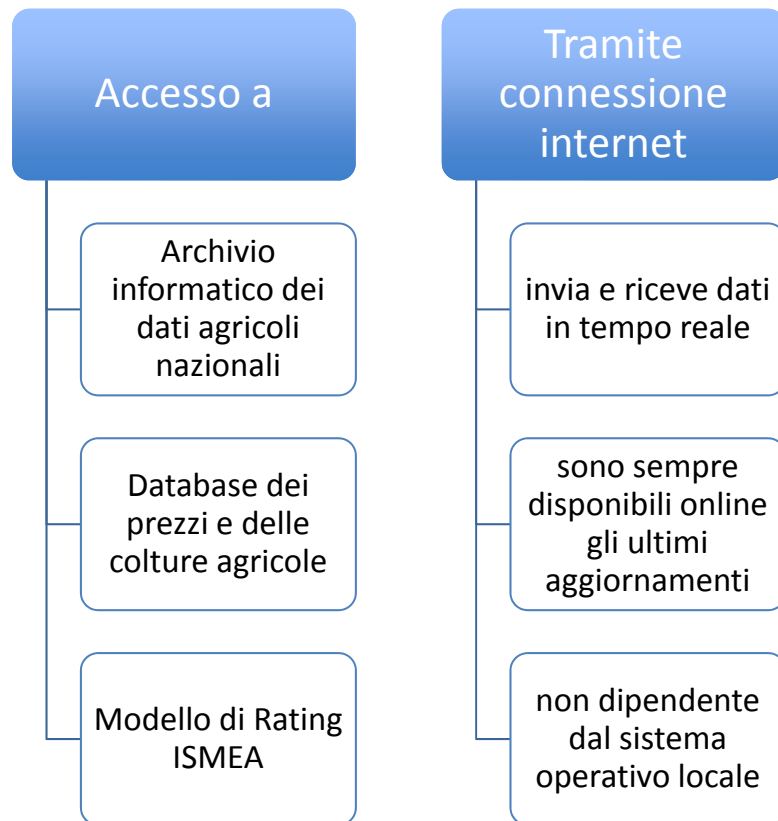 Accesso a
Archivio
informatico dei
dati agricoli
nazionali
Database dei
prezzi e delle
colture agricole
Modello di Rating
ISMEA
Tramite
connessione
internet
invia e riceve dati
in tempo reale
sono sempre
disponibili online
gli ultimi
aggiornamenti
non dipendente
dal sistema
operativo locale